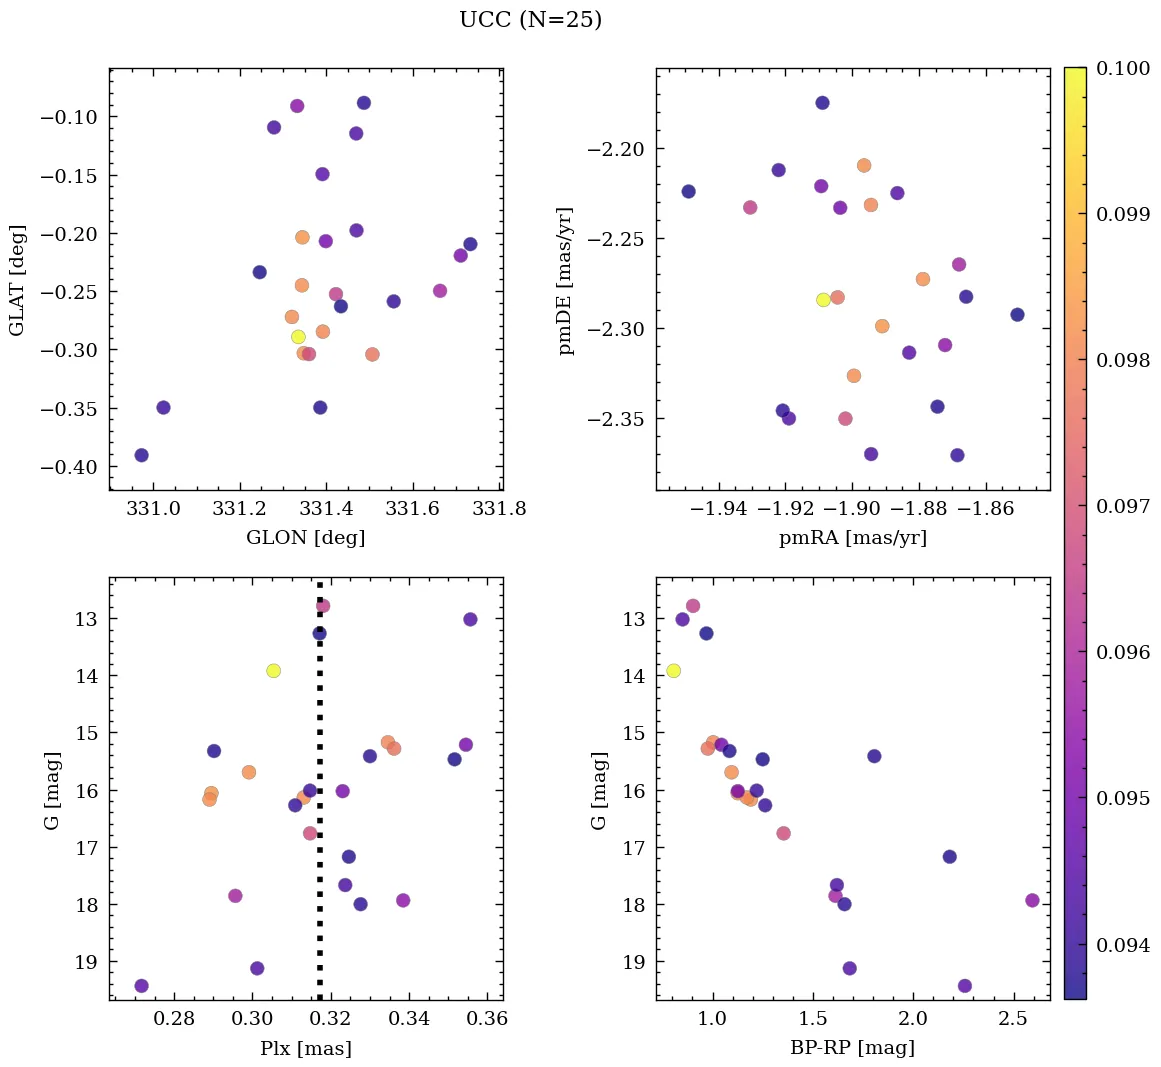 UCC (N=25)
−0.10
−0.15
−0.20
−0.25
−0.30
−0.35
−0.40
GLAT [deg]
331.0 331.2 331.4 331.6 331.8
GLON [deg]
−2.20
−2.25
−2.30
−2.35
pmDE [mas/yr]
−1.94 −1.92 −1.90 −1.88 −1.86
pmRA [mas/yr]
0.100
0.099
0.098
0.097
0.096
0.095
0.094
13
14
15
16
17
18
19
G [mag]
0.28 0.30 0.32 0.34 0.36
Plx [mas]
13
14
15
16
17
18
19
G [mag]
1.0 1.5 2.0 2.5
BP-RP [mag]